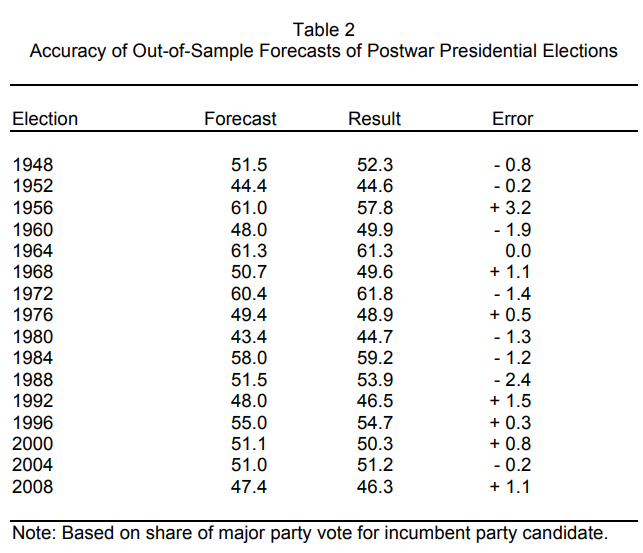 Table 2
Accuracy of Out-of-Sample Forecasts of Postwar Presidential Elections
Election Forecast Result Error
1948 51.5 52.3 - 0.8
1952 44.4 44.6 - 0.2
1956 61.0 57.8 + 3.2
1960 48.0 49.9 - 1.9
1964 61.3 61.3 0.0
1968 50.7 49.6 + 1.1
1972 60.4 61.8 - 1.4
1976 49.4 48.9 + 0.5
1980 43.4 44.7 - 1.3
1984 58.0 59.2 - 1.2
1988 51.5 53.9 - 2.4
1992 48.0 46.5 + 1.5
1996 55.0 54.7 + 0.3
2000 51.1 50.3 + 0.8
2004 51.0 51.2 - 0.2
2008 47.4 46.3 + 1.1
Note: Based on share of major party vote for incumbent party candidate.